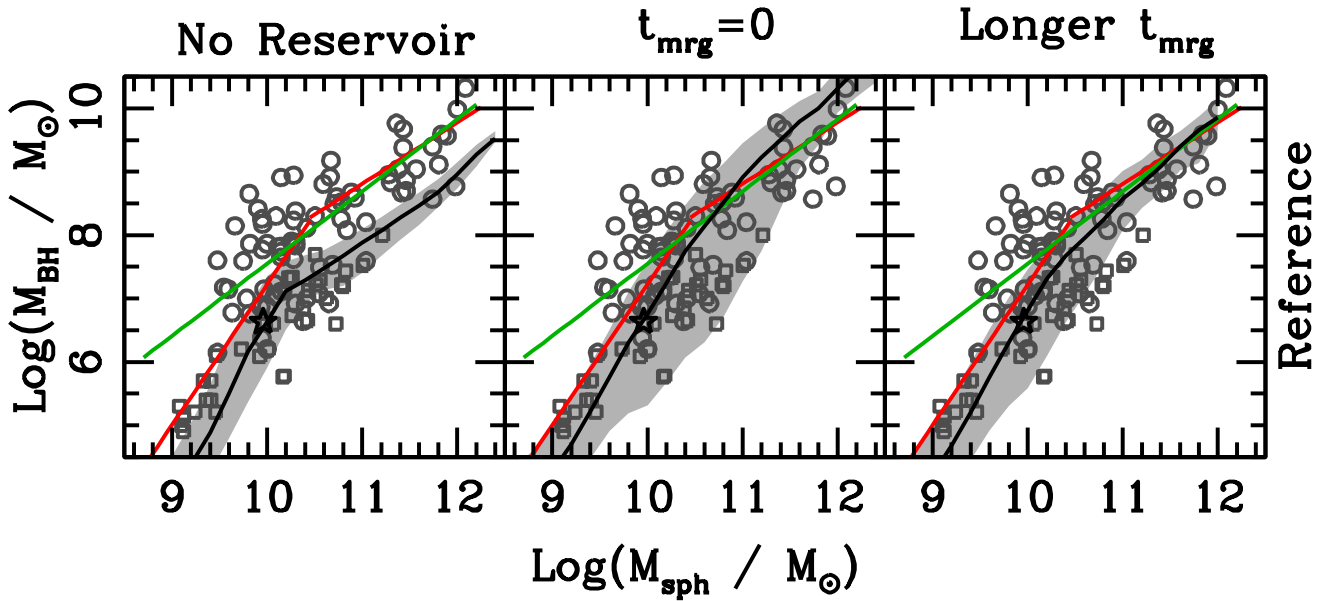 No Reservoir
t_mrg=0
Longer t_mrg
Log(M_BH / M_⊙)
10
8
6
9 10 11 12
9 10 11 12
9 10 11 12
Log(M_sph / M_⊙)
Reference